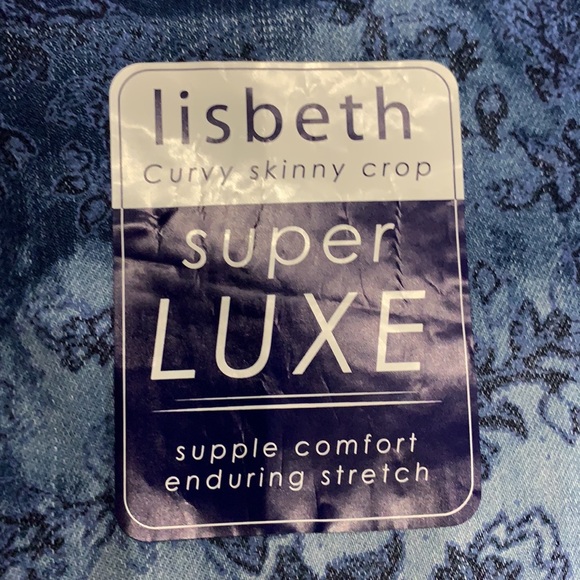 lisbeth
Curvy skinny crop
super
LUXE
supple comfort
enduring stretch